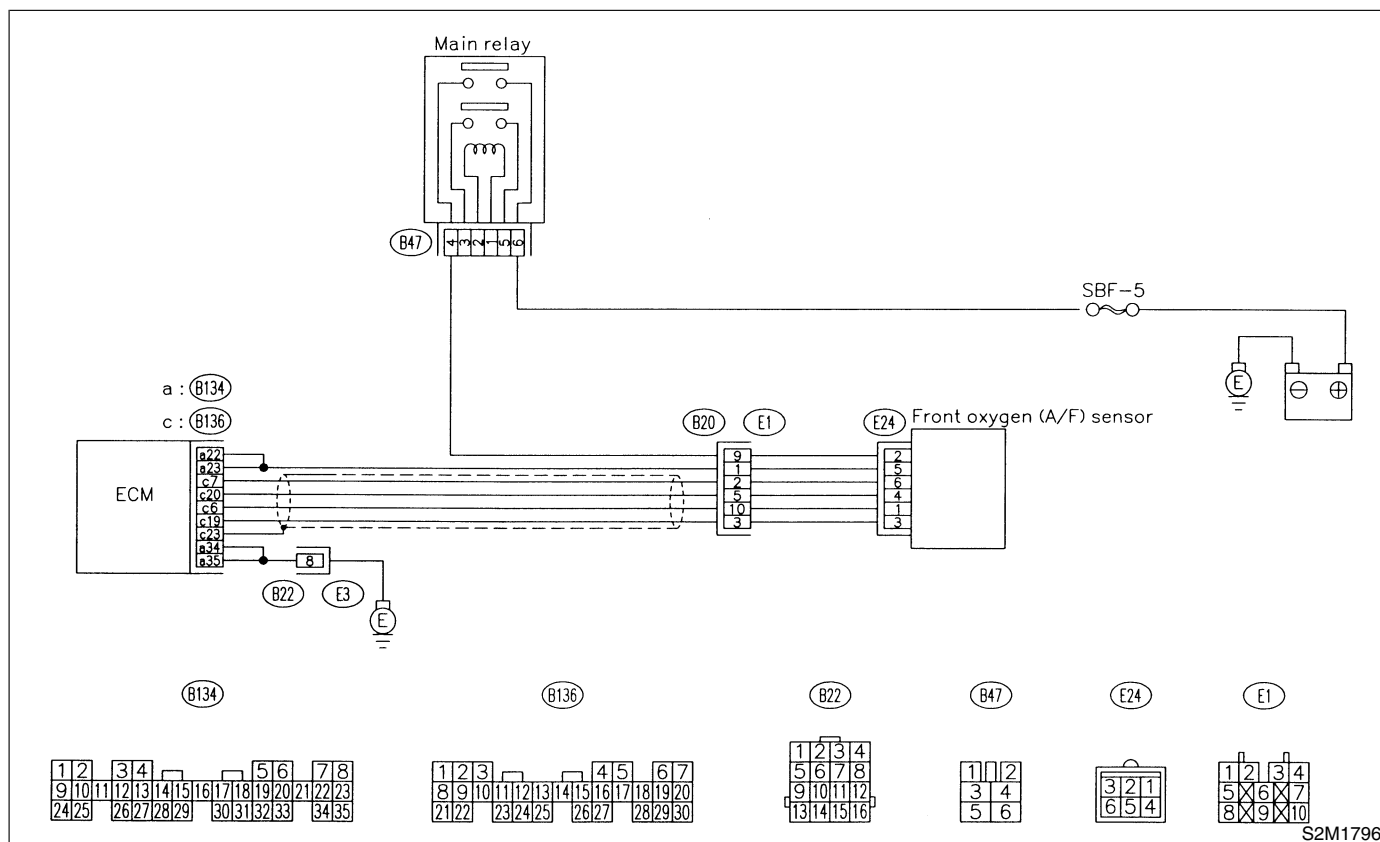 Main relay
B47
4 3 2 1 5 6
SBF-5
E
⊖ ⊕
a : B134
c : B136
B20 E1 E24 Front oxygen (A/F) sensor
ECM
a22
a23
c7
c20
c6
c19
c23
a34
a35
9 2
1 5
2 6
5 4
10 1
3 3
8
B22 E3
E
B134
1 2 3 4 5 6 7 8
9 10 11 12 13 14 15 16 17 18 19 20 21 22 23
24 25 26 27 28 29 30 31 32 33 34 35
B136
1 2 3 4 5 6 7
8 9 10 11 12 13 14 15 16 17 18 19 20
21 22 23 24 25 26 27 28 29 30
B22
1 2 3 4
5 6 7 8
9 10 11 12
13 14 15 16
B47
1 2
3 4
5 6
E24
3 2 1
6 5 4
E1
1 2 3 4
5 6 7
8 9 10
S2M1796